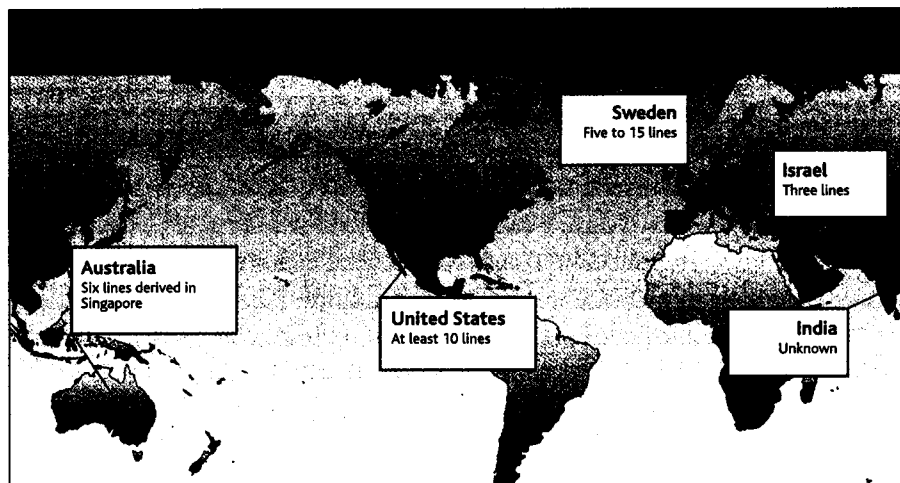 Sweden
Five to 15 lines
Israel
Three lines
Australia
Six lines derived in
Singapore
United States
At least 10 lines
India
Unknown